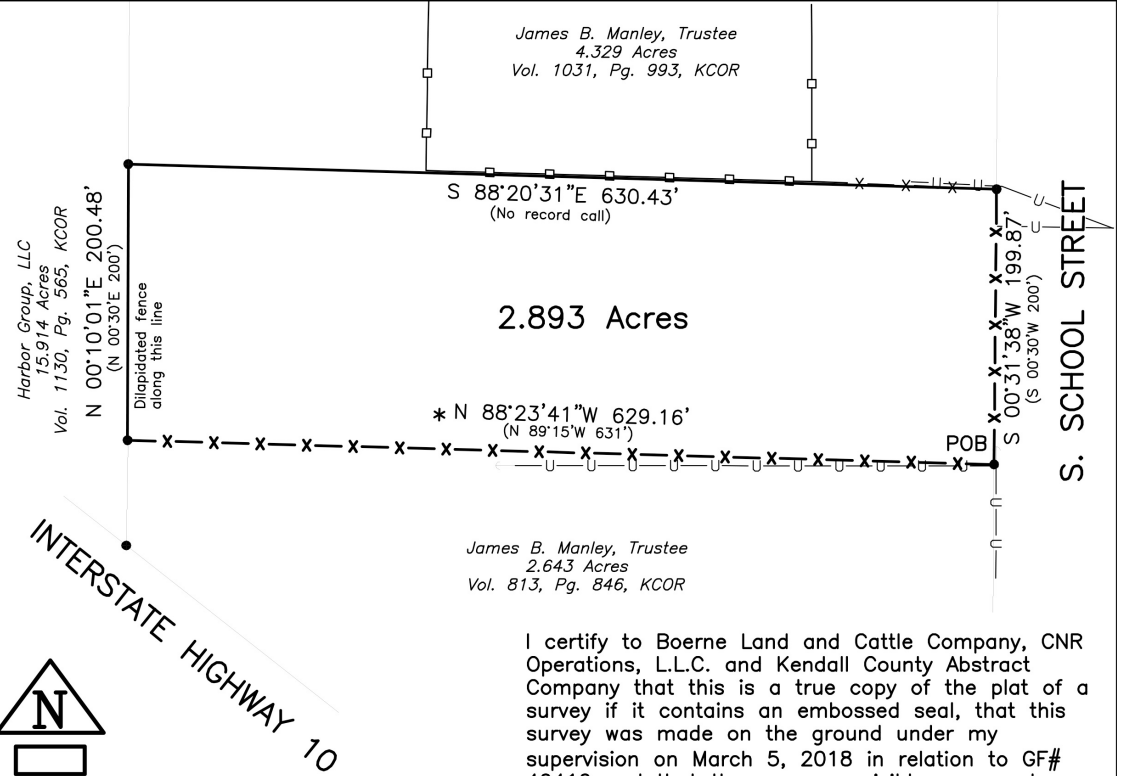 James B. Manley, Trustee
4.329 Acres
Vol. 1031, Pg. 993, KCOR
S 88°20'31"E 630.43'
(No record call)
Harbor Group, LLC
15.914 Acres
Vol. 1130, Pg. 565, KCOR
N 00°10'01"E 200.48'
(N 00°30'E 200')
Dilapidated fence
along this line
2.893 Acres
S 00°31'38"W 199.87'
(S 00°30'W 200')
S. SCHOOL STREET
* N 88°23'41"W 629.16'
(N 89°15'W 631')
POB
James B. Manley, Trustee
2.643 Acres
Vol. 813, Pg. 846, KCOR
INTERSTATE HIGHWAY 10
N
I certify to Boerne Land and Cattle Company, CNR
Operations, L.L.C. and Kendall County Abstract
Company that this is a true copy of the plat of a
survey if it contains an embossed seal, that this
survey was made on the ground under my
supervision on March 5, 2018 in relation to GF#